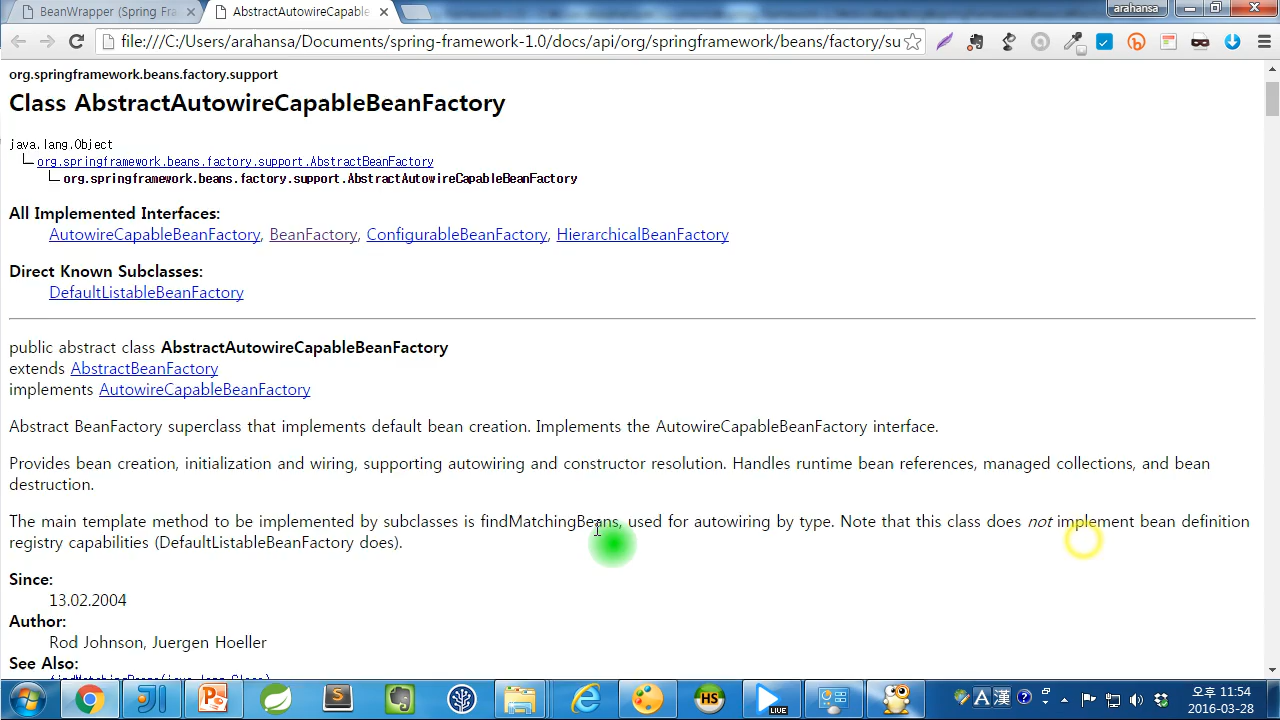 BeanWrapper (Spring Fra
AbstractAutowireCapable
arahansa
file:///C:/Users/arahansa/Documents/spring-framework-1.0/docs/api/org/springframework/beans/factory/su
org.springframework.beans.factory.support
Class AbstractAutowireCapableBeanFactory
java.lang.Object
org.springframework.beans.factory.support.AbstractBeanFactory
org.springframework.beans.factory.support.AbstractAutowireCapableBeanFactory
All Implemented Interfaces:
AutowireCapableBeanFactory, BeanFactory, ConfigurableBeanFactory, HierarchicalBeanFactory
Direct Known Subclasses:
DefaultListableBeanFactory
public abstract class AbstractAutowireCapableBeanFactory
extends AbstractBeanFactory
implements AutowireCapableBeanFactory
Abstract BeanFactory superclass that implements default bean creation. Implements the AutowireCapableBeanFactory interface.
Provides bean creation, initialization and wiring, supporting autowiring and constructor resolution. Handles runtime bean references, managed collections, and bean
destruction.
The main template method to be implemented by subclasses is findMatchingBeans, used for autowiring by type. Note that this class does not implement bean definition
registry capabilities (DefaultListableBeanFactory does).
Since:
13.02.2004
Author:
Rod Johnson, Juergen Hoeller
See Also:
findMatchingBeans(java.lang.Class)
LIVE
HS
A 漢
오후 11:54
2016-03-28